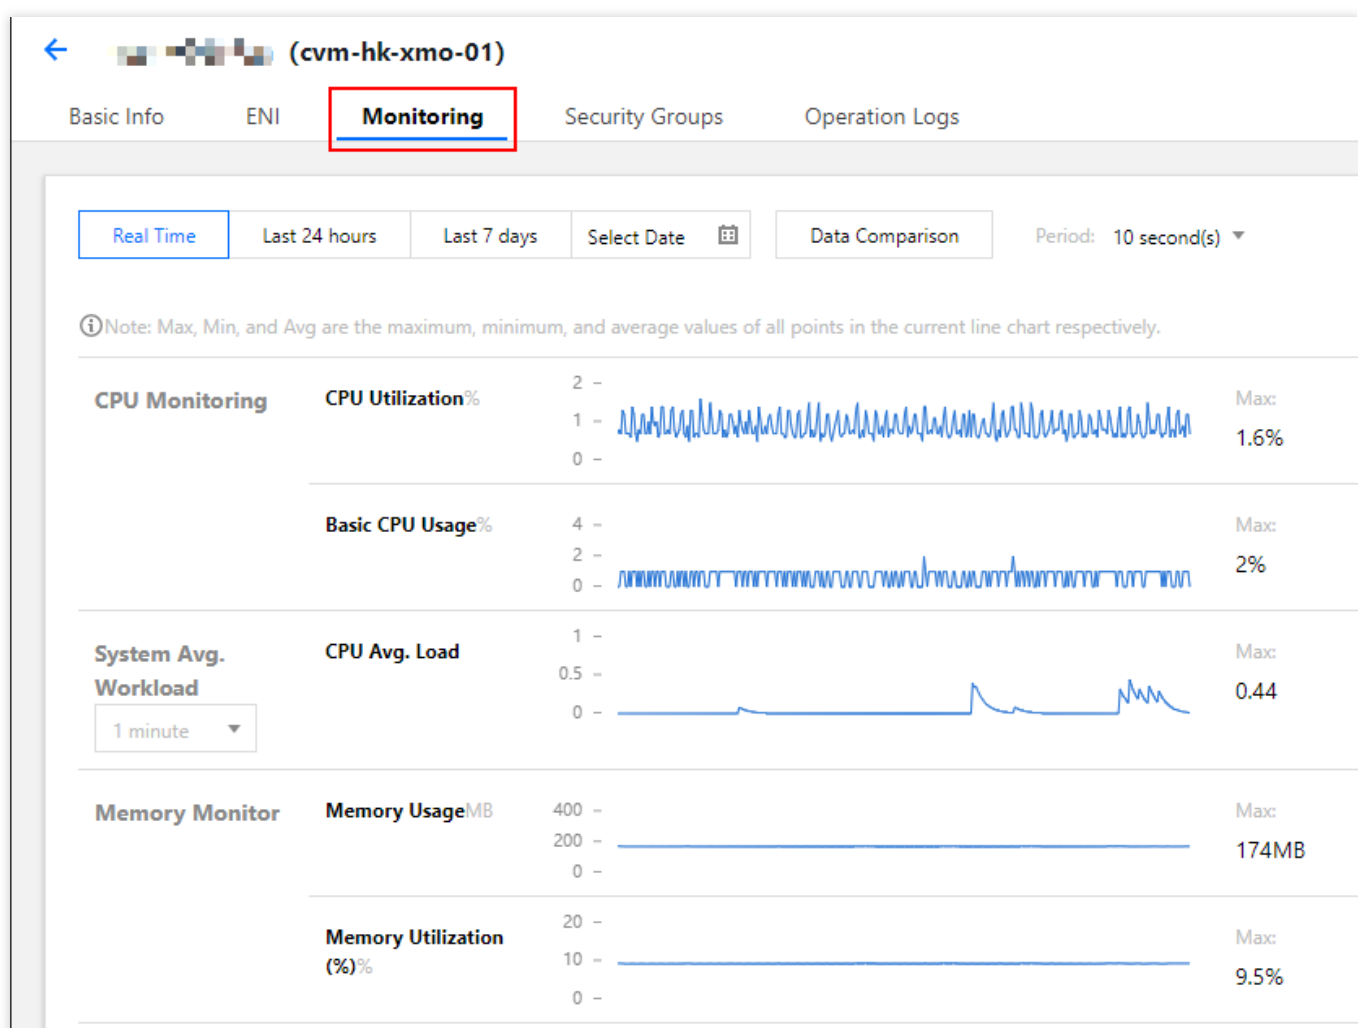 (cvm-hk-xmo-01)
Basic Info ENI Monitoring Security Groups Operation Logs
Real Time Last 24 hours Last 7 days Select Date Data Comparison Period: 10 second(s)
Note: Max, Min, and Avg are the maximum, minimum, and average values of all points in the current line chart respectively.
CPU Monitoring
CPU Utilization%
2
1
0
Max:
1.6%
Basic CPU Usage%
4
2
0
Max:
2%
System Avg.
Workload
1 minute
CPU Avg. Load
1
0.5
0
Max:
0.44
Memory Monitor
Memory UsageMB
400
200
0
Max:
174MB
Memory Utilization
(%)%
20
10
0
Max:
9.5%